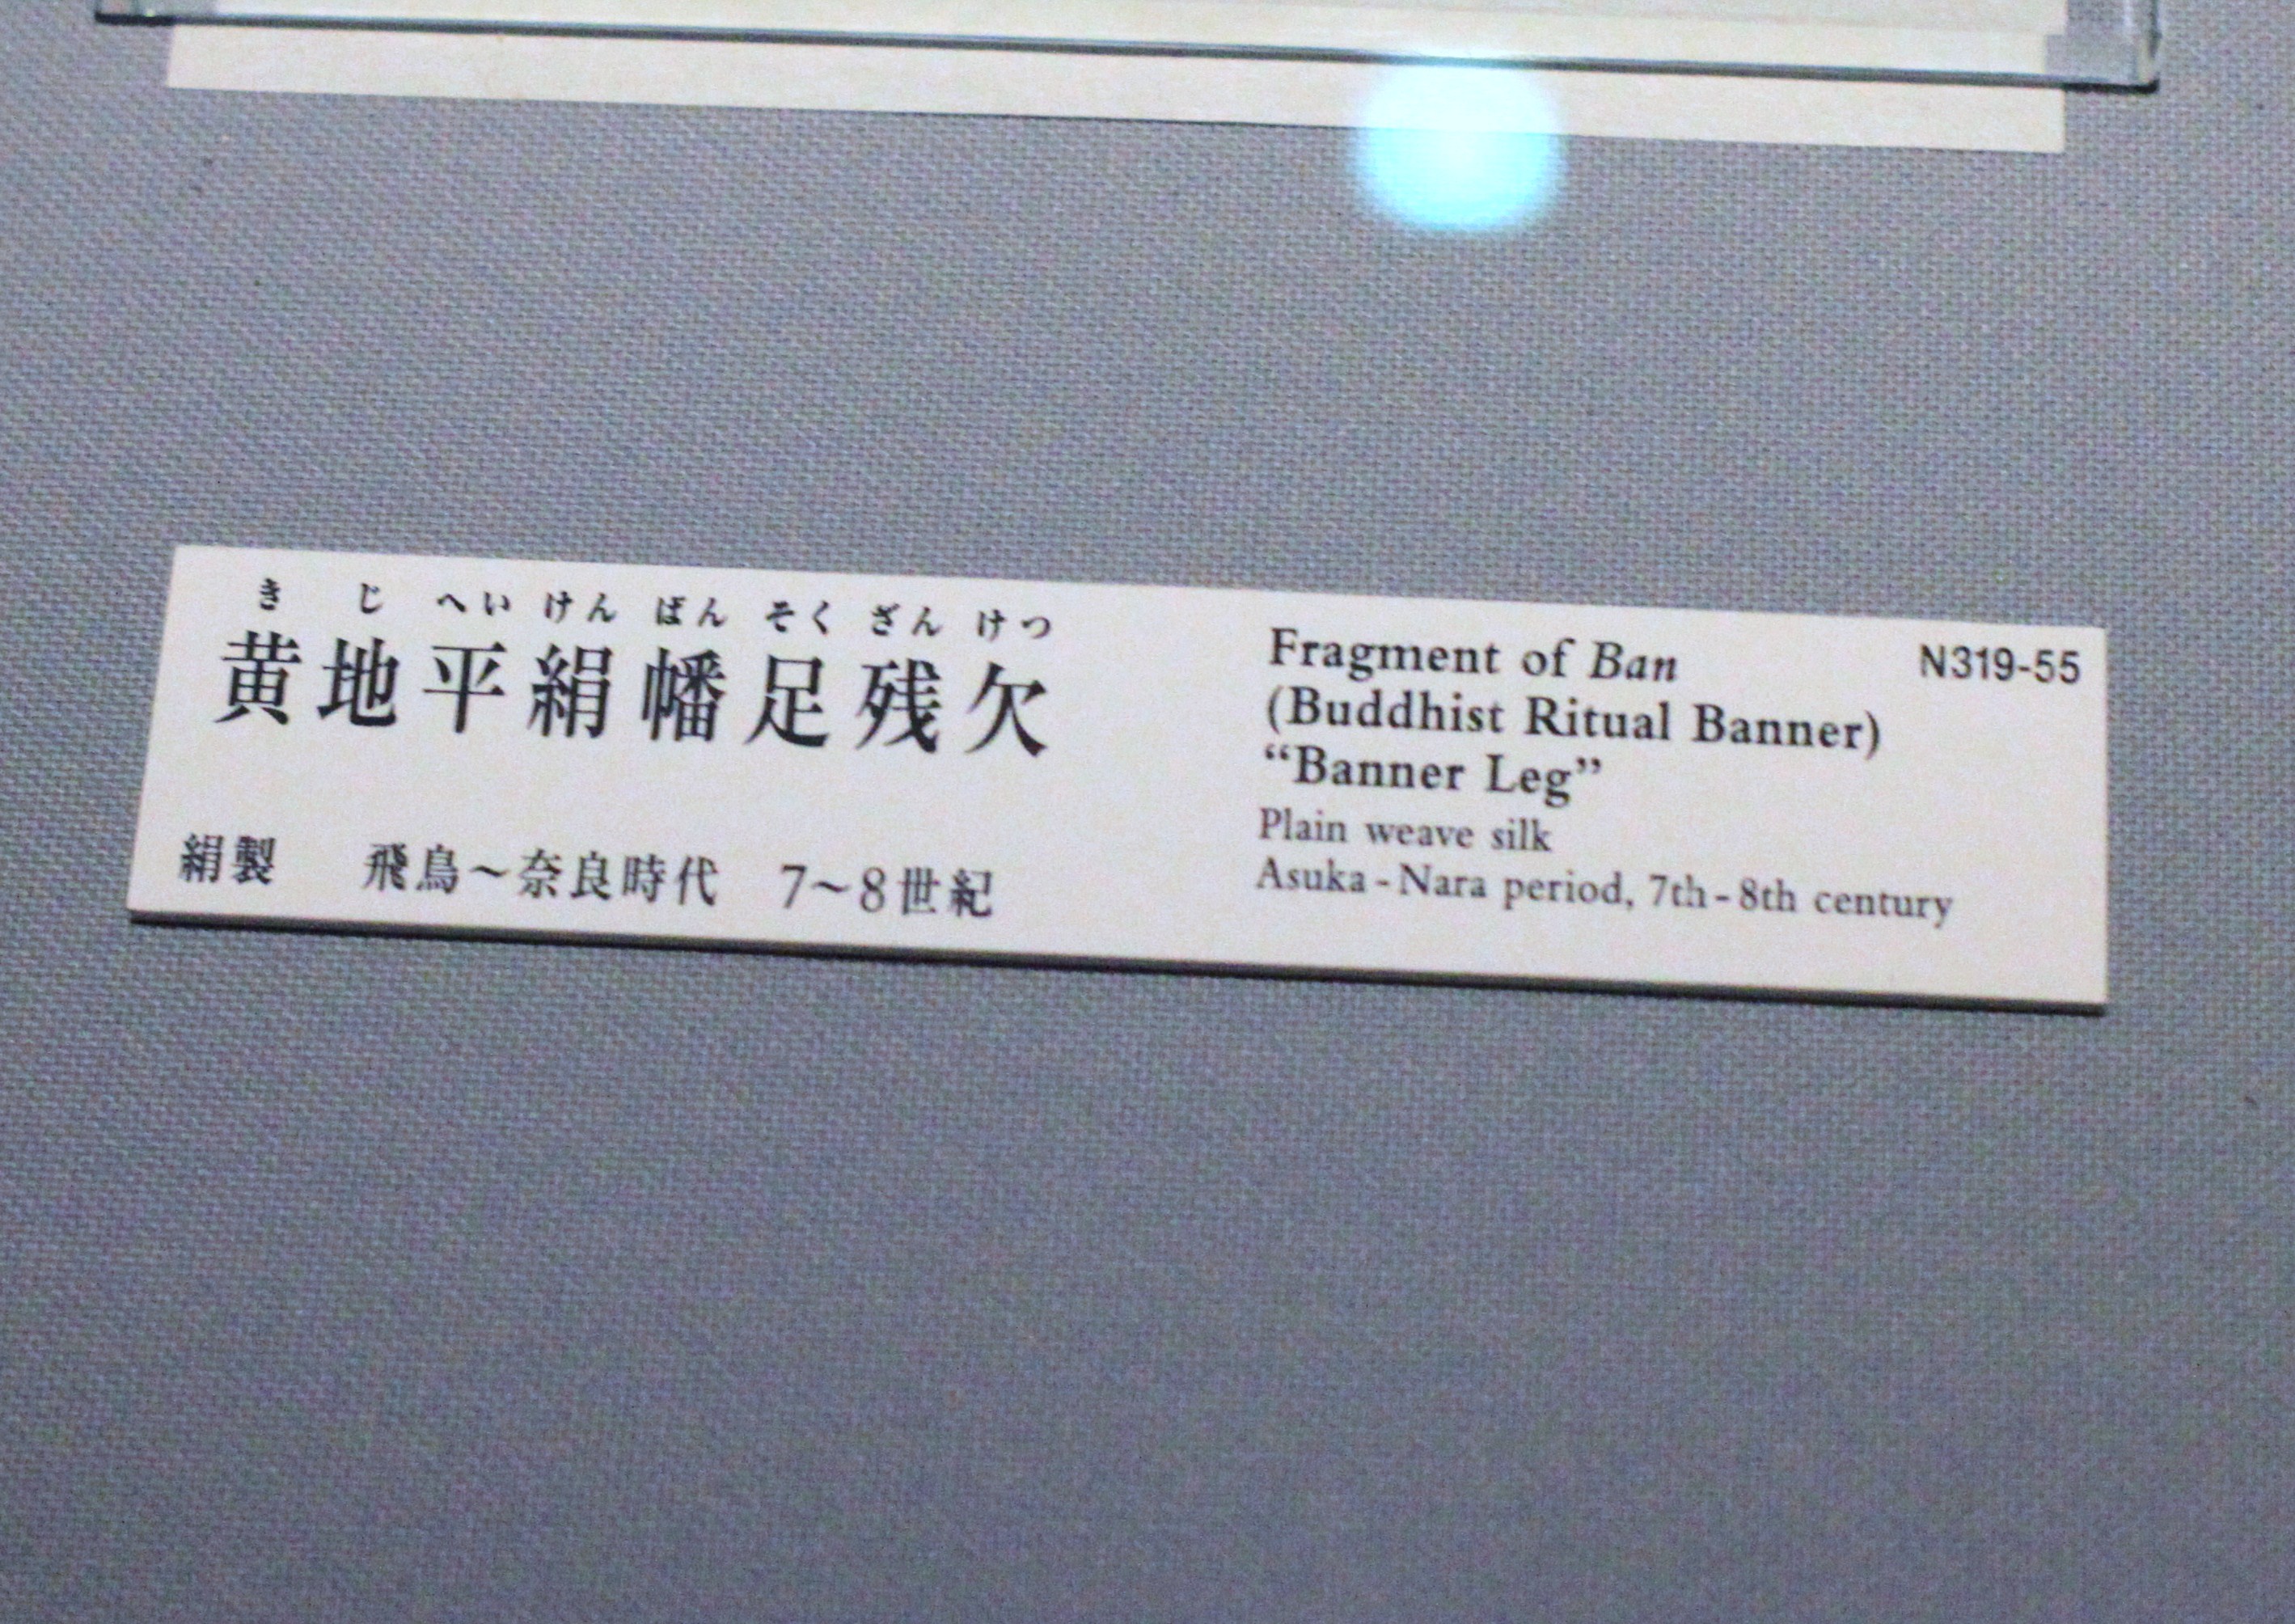 きじへいけんばんそくざんけつ
黄地平絹幡足残欠
絹製 飛鳥～奈良時代 7～8世紀
Fragment of Ban N319-55
(Buddhist Ritual Banner)
“Banner Leg”
Plain weave silk
Asuka-Nara period, 7th-8th century